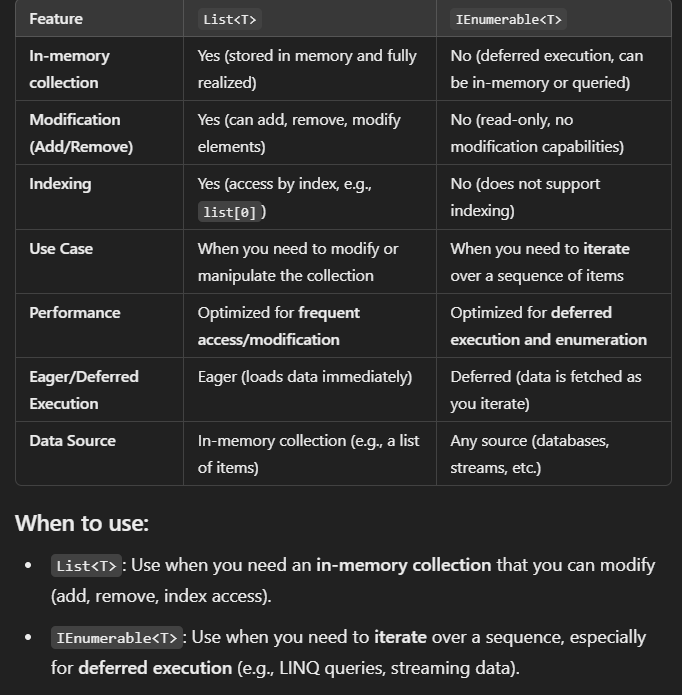 Feature List<T> IEnumerable<T>
In-memory Yes (stored in memory and fully No (deferred execution, can
collection realized) be in-memory or queried)
Modification Yes (can add, remove, modify No (read-only, no
(Add/Remove) elements) modification capabilities)
Indexing Yes (access by index, e.g., No (does not support
list[0]) indexing)
Use Case When you need to modify or When you need to iterate
manipulate the collection over a sequence of items
Performance Optimized for frequent Optimized for deferred
access/modification execution and enumeration
Eager/Deferred Eager (loads data immediately) Deferred (data is fetched as
Execution you iterate)
Data Source In-memory collection (e.g., a list Any source (databases,
of items) streams, etc.)
When to use:
• List<T>: Use when you need an in-memory collection that you can modify
(add, remove, index access).
• IEnumerable<T>: Use when you need to iterate over a sequence, especially
for deferred execution (e.g., LINQ queries, streaming data).